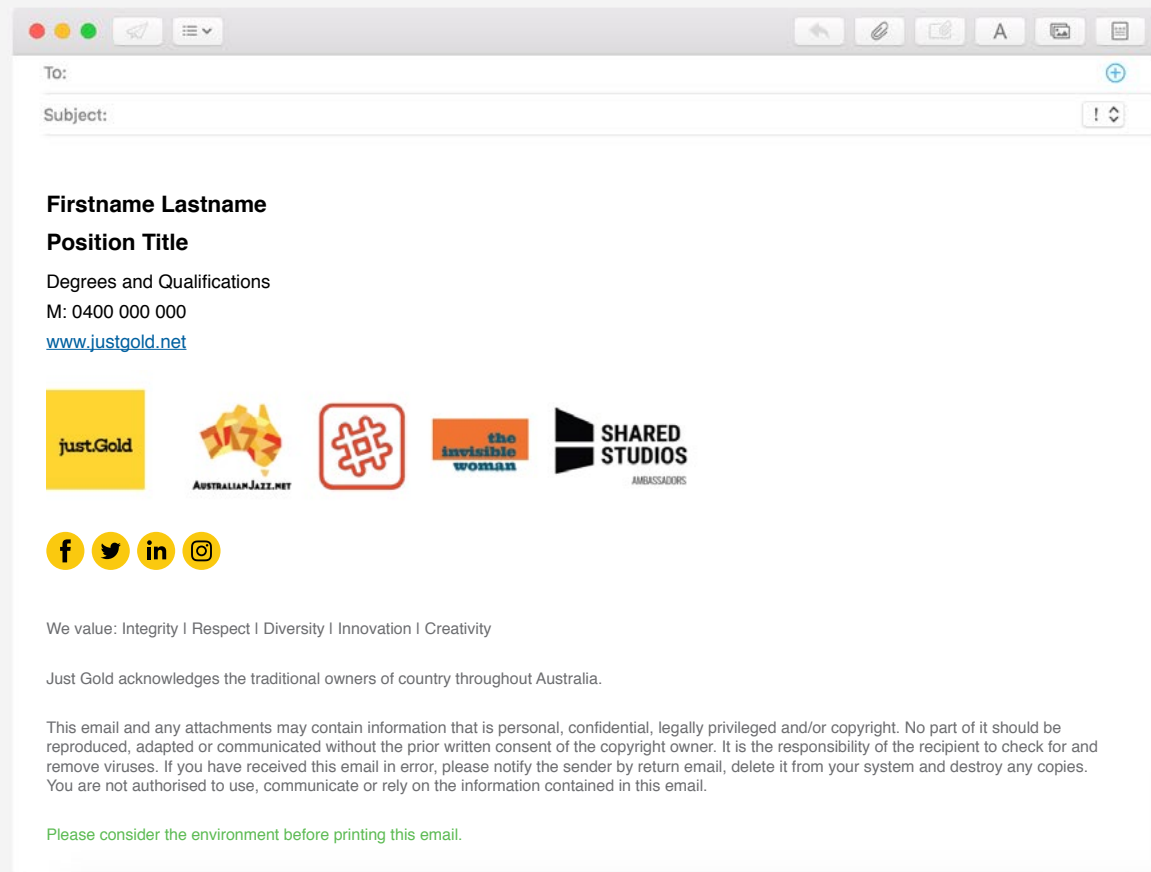 To:
Subject:
!
A
Firstname Lastname
Position Title
Degrees and Qualifications
M: 0400 000 000
www.justgold.net
just.Gold
JAZZ
AustralianJazz.net
the
invisible
woman
SHARED
STUDIOS
AMBASSADORS
We value: Integrity l Respect l Diversity l Innovation l Creativity
Just Gold acknowledges the traditional owners of country throughout Australia.
This email and any attachments may contain information that is personal, confidential, legally privileged and/or copyright. No part of it should be
reproduced, adapted or communicated without the prior written consent of the copyright owner. It is the responsibility of the recipient to check for and
remove viruses. If you have received this email in error, please notify the sender by return email, delete it from your system and destroy any copies.
You are not authorised to use, communicate or rely on the information contained in this email.
Please consider the environment before printing this email.